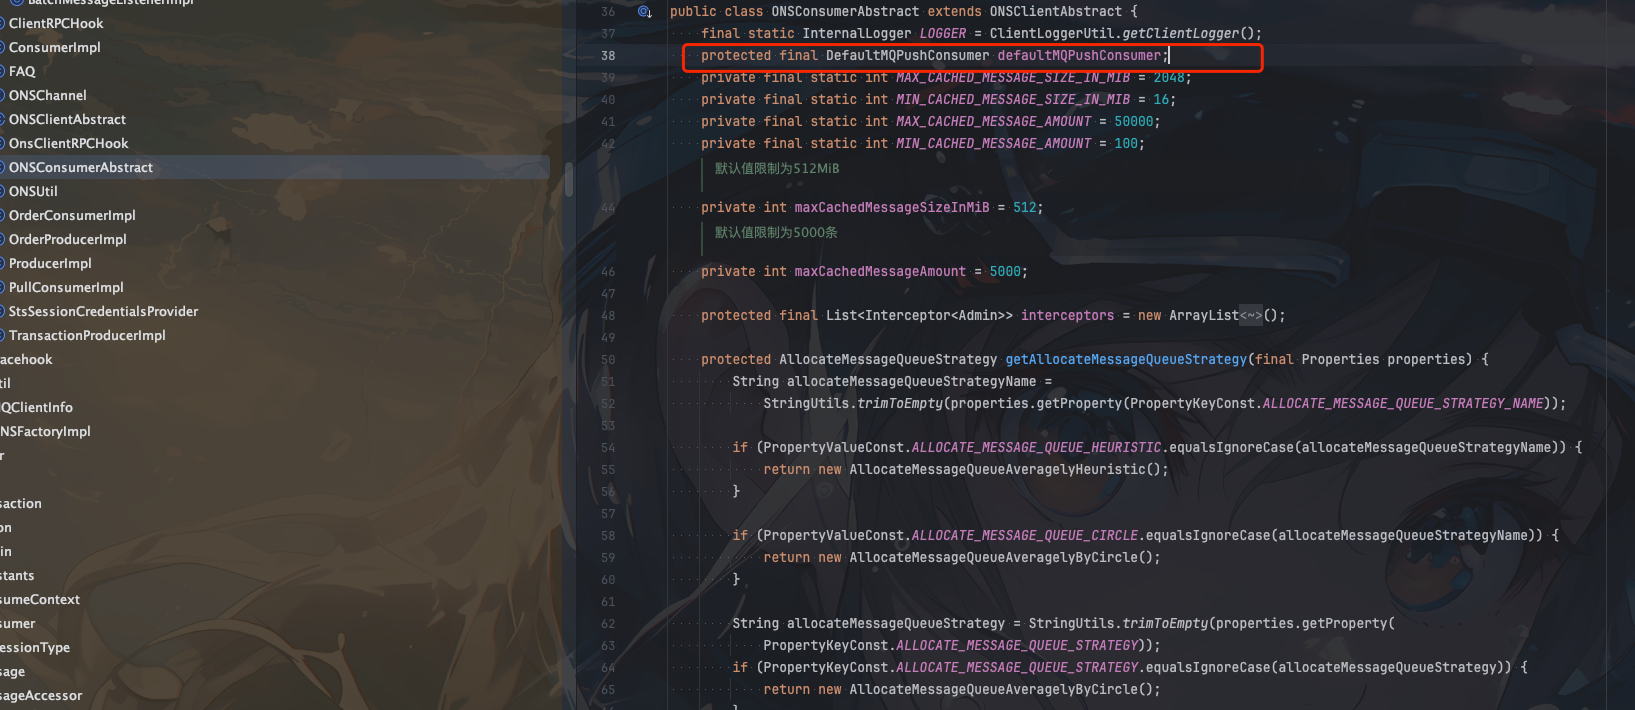 BatchMessageListenerImpl
ClientRPCHook
ConsumerImpl
FAQ
ONSChannel
ONSClientAbstract
OnsClientRPCHook
ONSConsumerAbstract
ONSUtil
OrderConsumerImpl
OrderProducerImpl
ProducerImpl
PullConsumerImpl
StsSessionCredentialsProvider
TransactionProducerImpl
acehook
til
QClientInfo
NSFactoryImpl
r
saction
on
in
stants
sumeContext
sumer
essionType
sage
sageAccessor
36 public class ONSConsumerAbstract extends ONSClientAbstract {
37 final static InternalLogger LOGGER = ClientLoggerUtil.getClientLogger();
38 protected final DefaultMQPushConsumer defaultMQPushConsumer;
39 private final static int MAX_CACHED_MESSAGE_SIZE_IN_MIB = 2048;
40 private final static int MIN_CACHED_MESSAGE_SIZE_IN_MIB = 16;
41 private final static int MAX_CACHED_MESSAGE_AMOUNT = 50000;
42 private final static int MIN_CACHED_MESSAGE_AMOUNT = 100;
默认值限制为512MiB
44 private int maxCachedMessageSizeInMiB = 512;
默认值限制为5000条
46 private int maxCachedMessageAmount = 5000;
47
48 protected final List<Interceptor<Admin>> interceptors = new ArrayList<~>();
49
50 protected AllocateMessageQueueStrategy getAllocateMessageQueueStrategy(final Properties properties) {
51 String allocateMessageQueueStrategyName =
52 StringUtils.trimToEmpty(properties.getProperty(PropertyKeyConst.ALLOCATE_MESSAGE_QUEUE_STRATEGY_NAME));
53
54 if (PropertyValueConst.ALLOCATE_MESSAGE_QUEUE_HEURISTIC.equalsIgnoreCase(allocateMessageQueueStrategyName)) {
55 return new AllocateMessageQueueAveragelyHeuristic();
56 }
57
58 if (PropertyValueConst.ALLOCATE_MESSAGE_QUEUE_CIRCLE.equalsIgnoreCase(allocateMessageQueueStrategyName)) {
59 return new AllocateMessageQueueAveragelyByCircle();
60 }
61
62 String allocateMessageQueueStrategy = StringUtils.trimToEmpty(properties.getProperty(
63 PropertyKeyConst.ALLOCATE_MESSAGE_QUEUE_STRATEGY));
64 if (PropertyKeyConst.ALLOCATE_MESSAGE_QUEUE_STRATEGY.equalsIgnoreCase(allocateMessageQueueStrategy)) {
65 return new AllocateMessageQueueAveragelyByCircle();